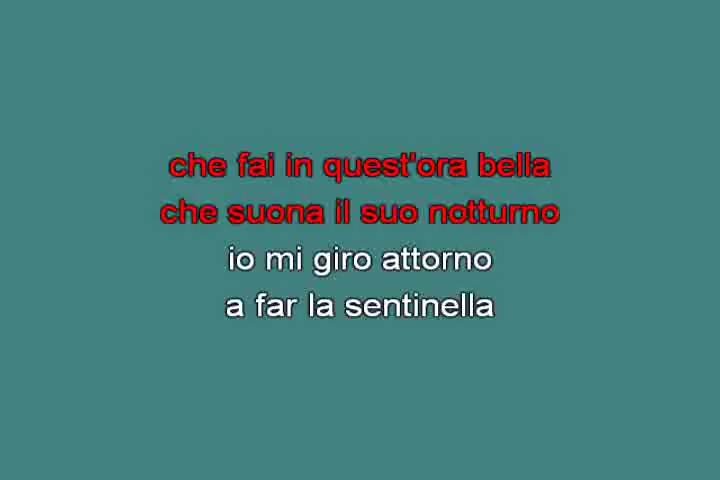 che fai in quest'ora bella
che suona il suo notturno
io mi giro attorno
a far la sentinella